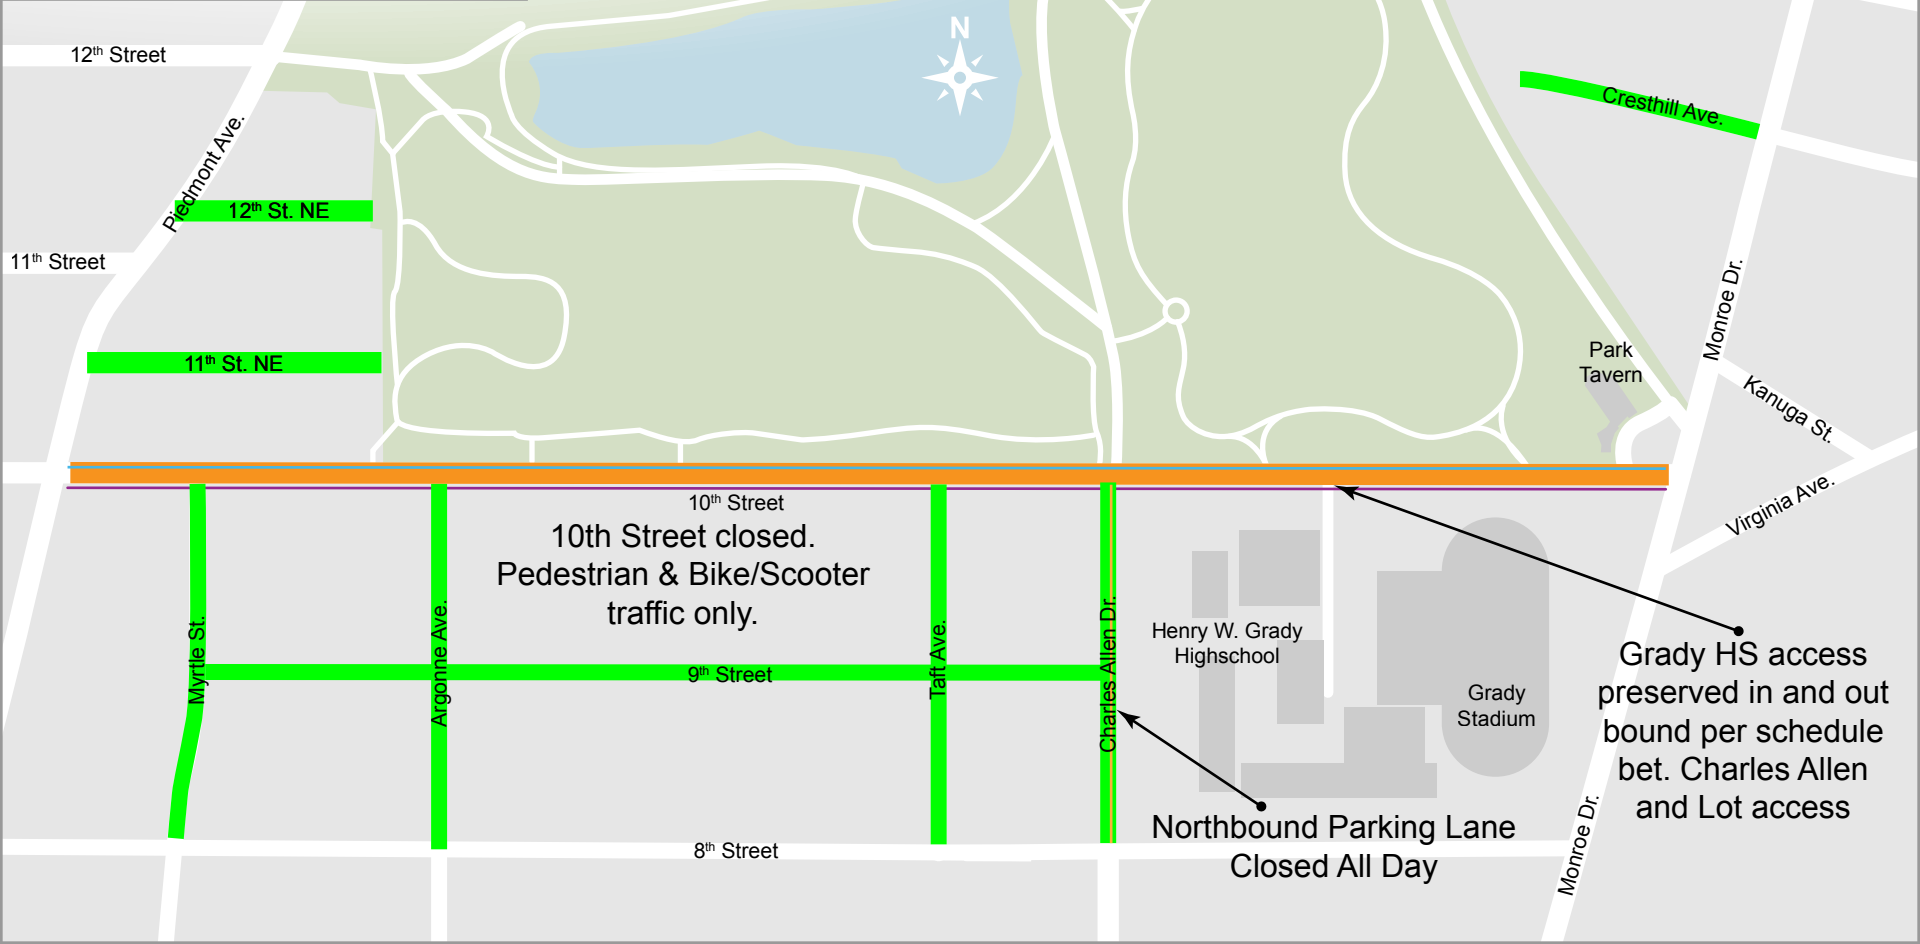 N
12th Street
Piedmont Ave.
Cresthill Ave.
12th St. NE
11th Street
Monroe Dr.
11th St. NE
Park
Tavern
Kanuga St.
Virginia Ave.
10th Street
10th Street closed.
Pedestrian & Bike/Scooter
traffic only.
Myrtle St.
Argonne Ave.
Taft Ave.
Charles Allen Dr.
9th Street
Henry W. Grady
Highschool
Grady
Stadium
Grady HS access
preserved in and out
bound per schedule
bet. Charles Allen
and Lot access
Northbound Parking Lane
Closed All Day
8th Street
Monroe Dr.